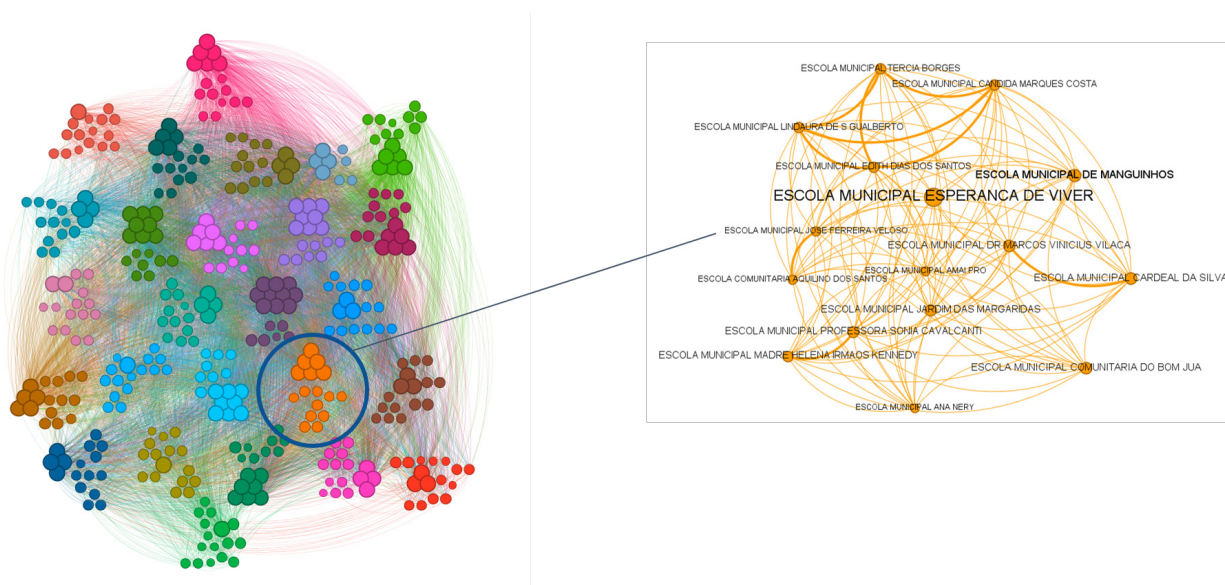 ESCOLA MUNICIPAL TERCIA BORGES
ESCOLA MUNICIPAL CANDIDA MARQUES COSTA
ESCOLA MUNICIPAL LINDAURA DE S GUALBERTO
ESCOLA MUNICIPAL EDITH DIAS DOS SANTOS
ESCOLA MUNICIPAL DE MANGUINHOS
ESCOLA MUNICIPAL ESPERANCA DE VIVER
ESCOLA MUNICIPAL JOSE FERREIRA VELOSO
ESCOLA MUNICIPAL DR MARCOS VINICIUS VILACA
ESCOLA MUNICIPAL AMAI PRO
ESCOLA COMUNITARIA AQUILINO DOS SANTOS
ESCOLA MUNICIPAL CARDEAL DA SILVA
ESCOLA MUNICIPAL JARDIM DAS MARGARIDAS
ESCOLA MUNICIPAL PROFESSORA SONIA CAVALCANTI
ESCOLA MUNICIPAL MADRE HELENA IRMAOS KENNEDY
ESCOLA MUNICIPAL COMUNITARIA DO BOM JUA
ESCOLA MUNICIPAL ANA NERY